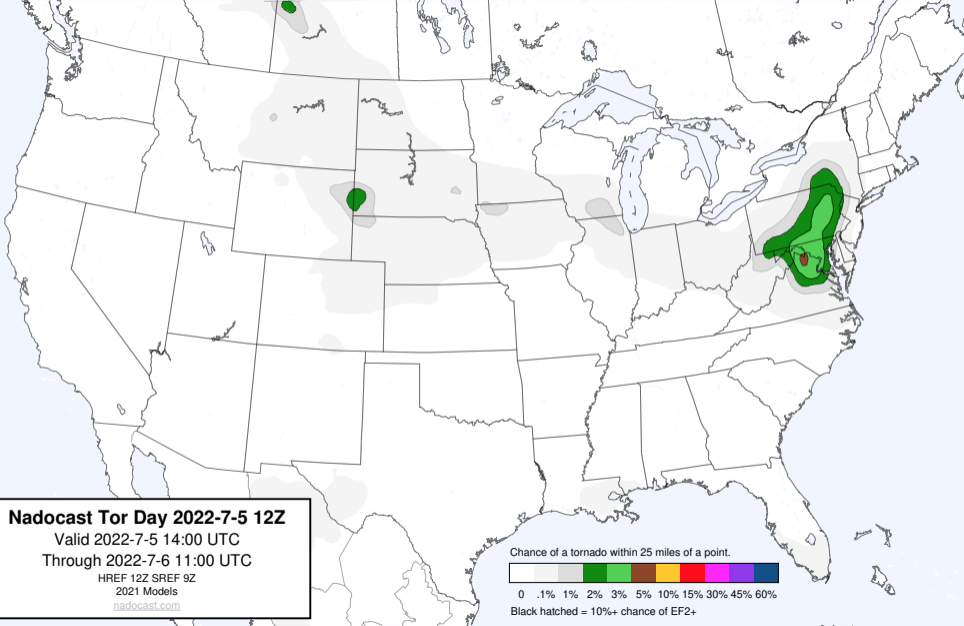 Nadocast Tor Day 2022-7-5 12Z
Valid 2022-7-5 14:00 UTC
Through 2022-7-6 11:00 UTC
HREF 12Z SREF 9Z
2021 Models
nadocast.com
Chance of a tornado within 25 miles of a point.
0 .1% 1% 2% 3% 5% 10% 15% 30% 45% 60%
Black hatched = 10%+ chance of EF2+